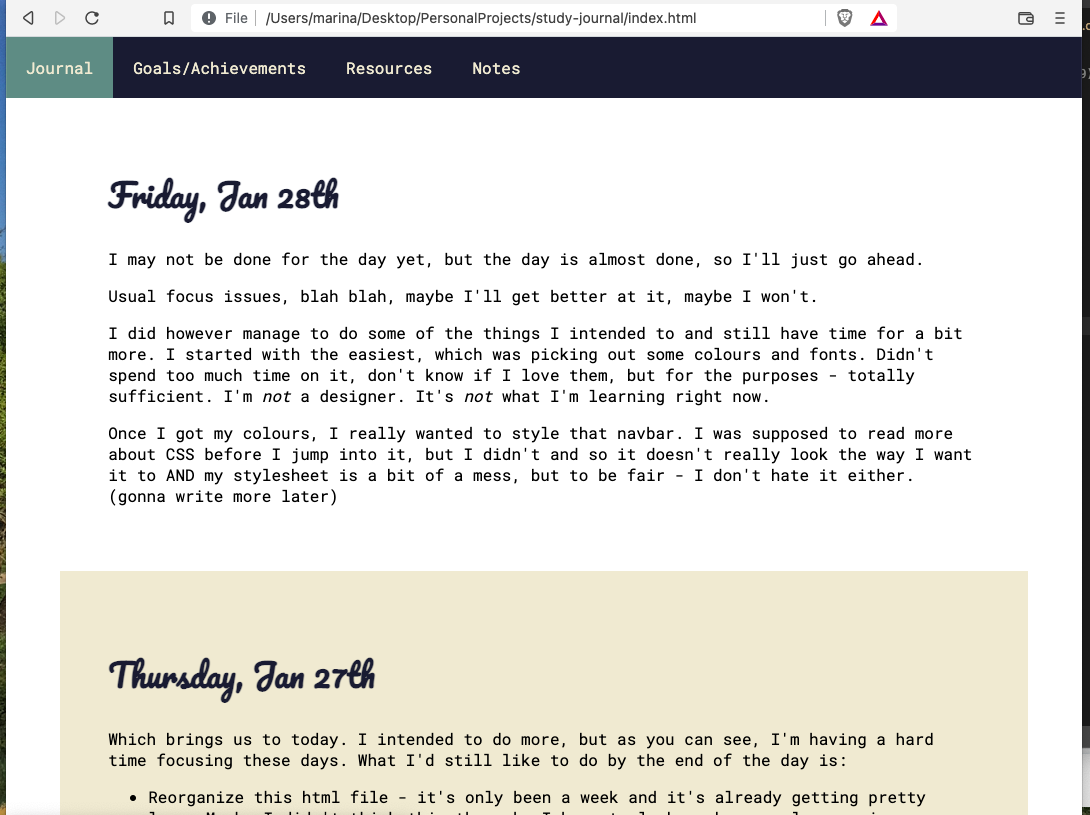 File /Users/marina/Desktop/PersonalProjects/study-journal/index.html
Journal Goals/Achievements Resources Notes
Friday, Jan 28th
I may not be done for the day yet, but the day is almost done, so I'll just go ahead.
Usual focus issues, blah blah, maybe I'll get better at it, maybe I won't.
I did however manage to do some of the things I intended to and still have time for a bit
more. I started with the easiest, which was picking out some colours and fonts. Didn't
spend too much time on it, don't know if I love them, but for the purposes - totally
sufficient. I'm not a designer. It's not what I'm learning right now.
Once I got my colours, I really wanted to style that navbar. I was supposed to read more
about CSS before I jump into it, but I didn't and so it doesn't really look the way I want
it to AND my stylesheet is a bit of a mess, but to be fair - I don't hate it either.
(gonna write more later)
Thursday, Jan 27th
Which brings us to today. I intended to do more, but as you can see, I'm having a hard
time focusing these days. What I'd still like to do by the end of the day is:
• Reorganize this html file - it's only been a week and it's already getting pretty